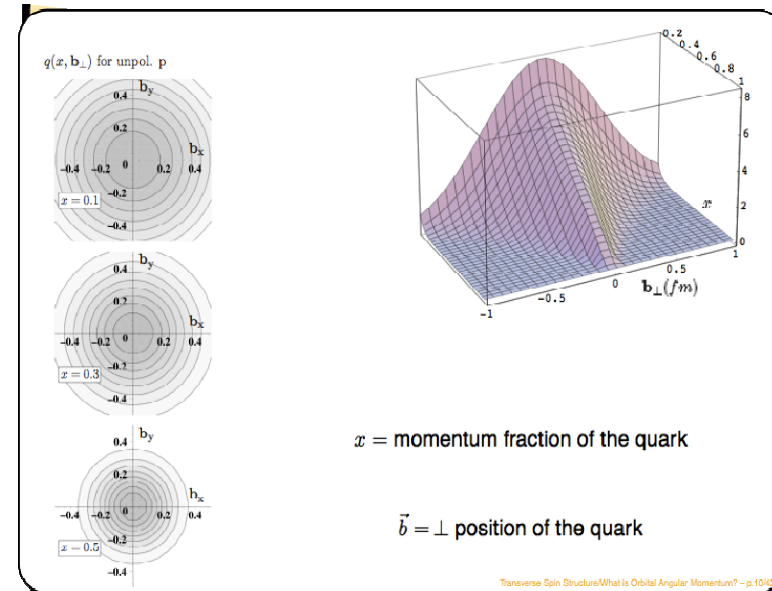 q(x, b⊥) for unpol. p
b_y
0.4
0.2
b_x
-0.4 -0.2 0 0.2 0.4
-0.2
x = 0.1
-0.4
b_y
0.4
0.2
b_x
-0.4 -0.2 0 0.2 0.4
-0.2
x = 0.3
-0.4
b_y
0.4
0.2
b_x
-0.4 -0.2 0 0.2 0.4
-0.2
x = 0.5
-0.4
0.2
0.4
0.6
0.8
1
8
6
4
x
2
0
1
0.5
0
b⊥(fm)
-0.5
-1
x = momentum fraction of the quark
b⃗ = ⊥ position of the quark
Transverse Spin Structure/What is Orbital Angular Momentum? – p.10/4